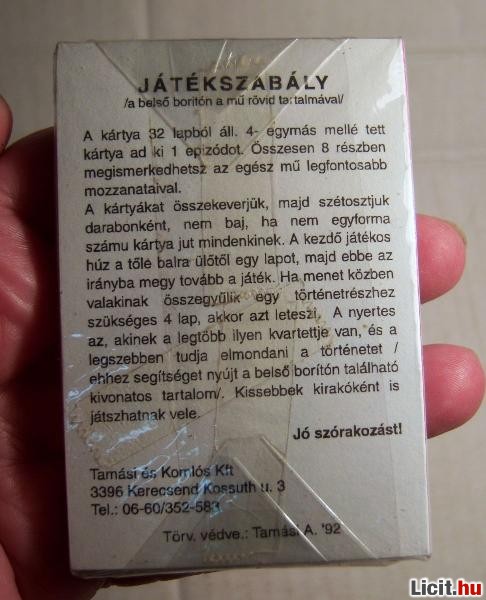 JÁTÉKSZABÁLY
/a belső boritón a mű rövid tartalmával/
A kártya 32 lapból áll. 4- egymás mellé tett
kártya ad ki 1 epizódot. Összesen 8 részben
megismerkedhetsz az egész mű legfontosabb
mozzanataival.
A kártyákat összekeverjük, majd szétosztjuk
darabonként, nem baj, ha nem egyforma
számu kártya jut mindenkinek. A kezdő játékos
húz a tőle balra ülőtől egy lapot, majd ebbe az
irányba megy tovább a játék. Ha menet közben
valakinak összegyűlik egy történetrészhez
szükséges 4 lap, akkor azt leteszi. A nyertes
az, akinek a legtöbb ilyen kvartettje van, és a
legszebben tudja elmondani a történetet /
ehhez segítséget nyújt a belső borítón található
kivonatos tartalom/. Kissebbek kirakóként is
játszhatnak vele.
Jó szórakozást!
Tamási és Komlós Kft
3396 Kerecsend Kossuth u. 3
Tel.: 06-60/352-583
Törv. védve.: Tamási A. '92
Licit.hu